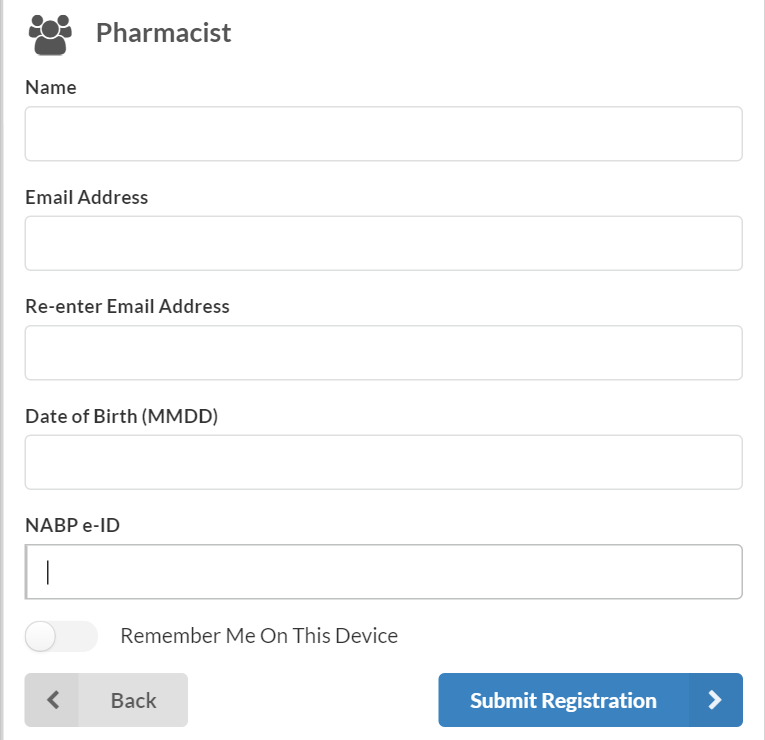 Pharmacist
Name
Email Address
Re-enter Email Address
Date of Birth (MMDD)
NABP e-ID
Remember Me On This Device
Back
Submit Registration